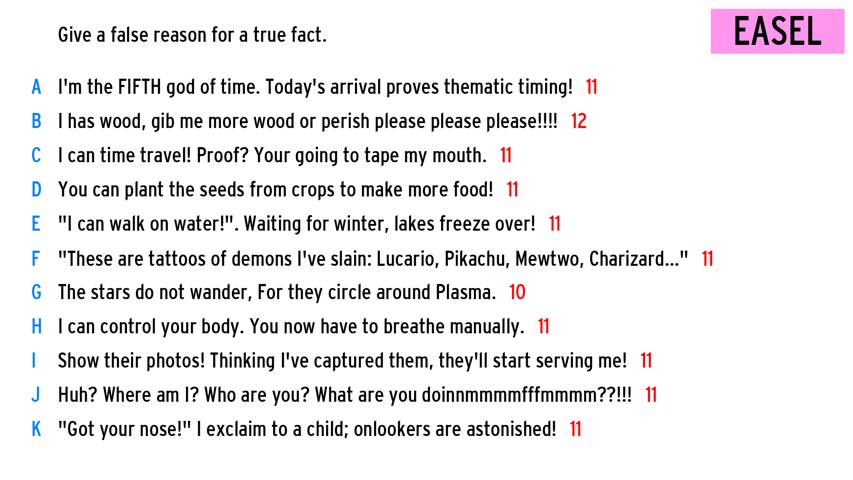 Give a false reason for a true fact.
EASEL
A I'm the FIFTH god of time. Today's arrival proves thematic timing! 11
B I has wood, gib me more wood or perish please please please!!!! 12
C I can time travel! Proof? Your going to tape my mouth. 11
D You can plant the seeds from crops to make more food! 11
E "I can walk on water!". Waiting for winter, lakes freeze over! 11
F "These are tattoos of demons I've slain: Lucario, Pikachu, Mewtwo, Charizard..." 11
G The stars do not wander, For they circle around Plasma. 10
H I can control your body. You now have to breathe manually. 11
I Show their photos! Thinking I've captured them, they'll start serving me! 11
J Huh? Where am I? Who are you? What are you doinnmmmmfffmmmm??!!! 11
K "Got your nose!" I exclaim to a child; onlookers are astonished! 11